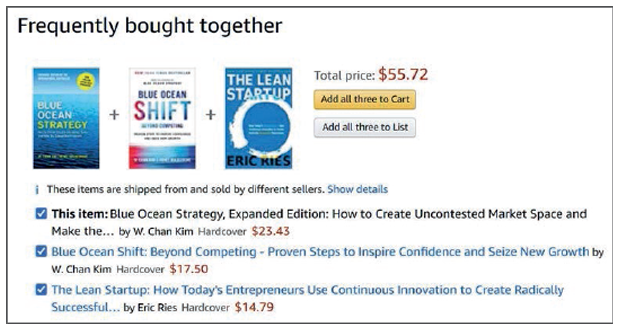 Frequently bought together
BLUE
OCEAN
STRATEGY
+
BLUE OCEAN
SHIFT
BEYOND COMPETING
+
THE LEAN
STARTUP
ERIC RIES
Total price: $55.72
Add all three to Cart
Add all three to List
i These items are shipped from and sold by different sellers. Show details
This item: Blue Ocean Strategy, Expanded Edition: How to Create Uncontested Market Space and
Make the... by W. Chan Kim Hardcover $23.43
Blue Ocean Shift: Beyond Competing - Proven Steps to Inspire Confidence and Seize New Growth by
W. Chan Kim Hardcover $17.50
The Lean Startup: How Today's Entrepreneurs Use Continuous Innovation to Create Radically
Successful... by Eric Ries Hardcover $14.79